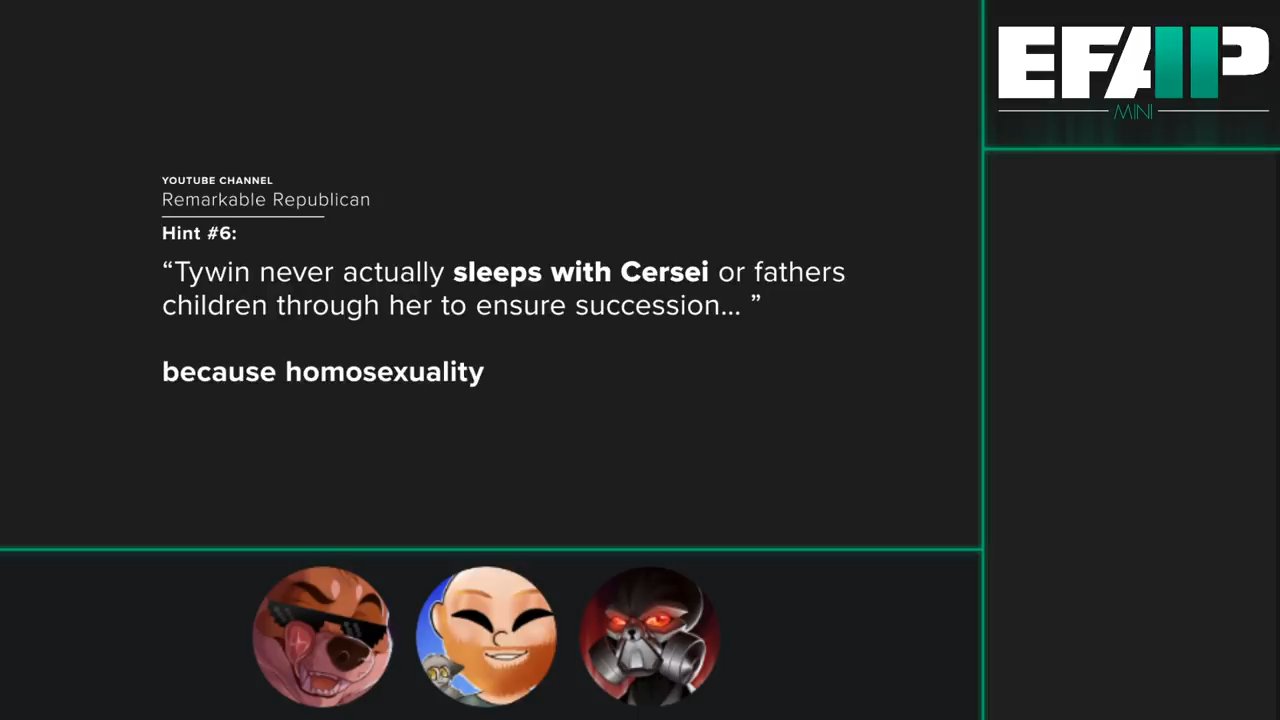 EFAP
MINI
YOUTUBE CHANNEL
Remarkable Republican
Hint #6:
“Tywin never actually sleeps with Cersei or fathers
children through her to ensure succession... ”
because homosexuality